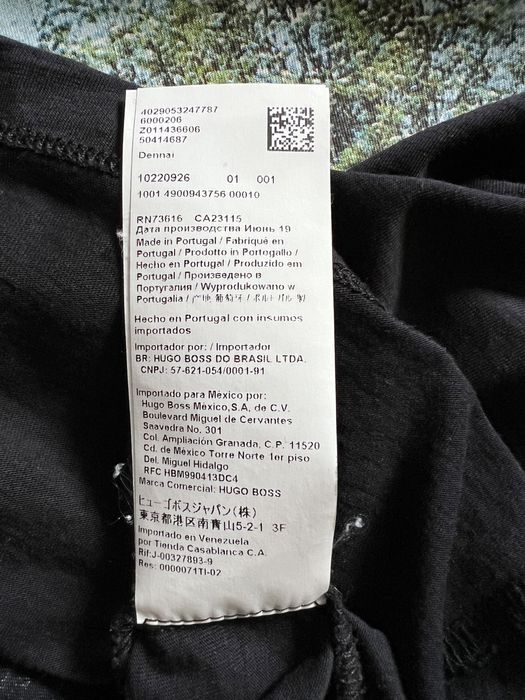 4029053247787
6000206
Z011436606
50414687
Dennai
10220926 01 001
1001 4900943756 00010
RN73616 CA23115
Дата производства Июнь 19
Made in Portugal / Fabriqué en
Portugal / Prodotto in Portogallo /
Hecho en Portugal / Produzido em
Portugal / Произведено в
Португалия / Wyprodukowano w
Portugalia / 産地 葡萄牙 / ポルトガル製
Hecho en Portugal con insumos
importados
Importador por: / Importador
BR: HUGO BOSS DO BRASIL LTDA.
CNPJ: 57-621-054/0001-91
Importado para México por:
Hugo Boss México,S.A. de C.V.
Boulevard Miguel de Cervantes
Saavedra No. 301
Col. Ampliación Granada, C.P. 11520
Cd. de México Torre Norte 1er piso
Del. Miguel Hidalgo
RFC HBM990413DC4
Marca Comercial: HUGO BOSS
ヒューゴボスジャパン(株)
東京都港区南青山5-2-1 3F
Importado en Venezuela
por Tienda Casablanca C.A.
Rif:J-00327893-9
Res: 0000071TI-02